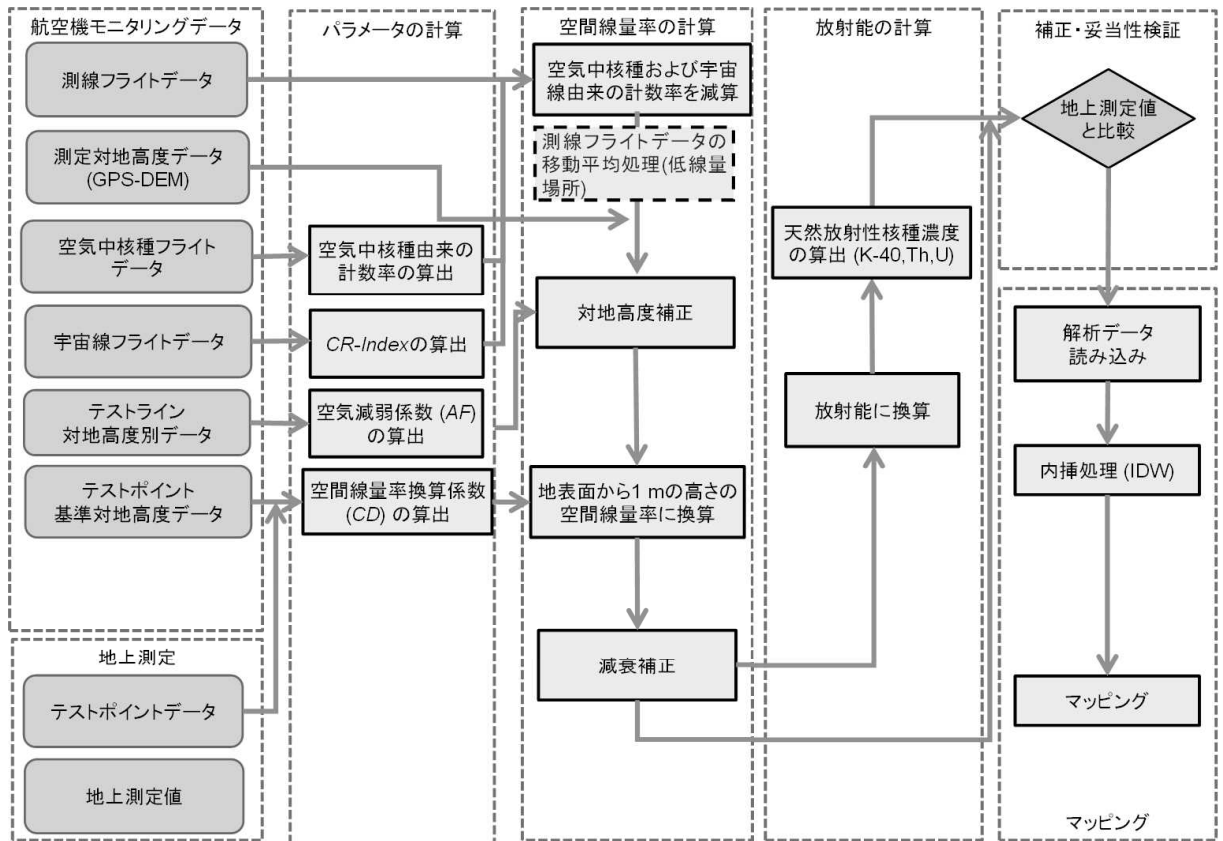 航空機モニタリングデータ
測線フライトデータ
測定対地高度データ
(GPS-DEM)
空気中核種フライト
データ
宇宙線フライトデータ
テストライン
対地高度別データ
テストポイント
基準対地高度データ
地上測定
テストポイントデータ
地上測定値
パラメータの計算
空気中核種由来の
計数率の算出
CR-Indexの算出
空気減弱係数 (AF)
の算出
空間線量率換算係数
(CD) の算出
空間線量率の計算
空気中核種および宇宙
線由来の計数率を減算
測線フライトデータの
移動平均処理(低線量
場所)
対地高度補正
地表面から1 mの高さの
空間線量率に換算
減衰補正
放射能の計算
天然放射性核種濃度
の算出 (K-40,Th,U)
放射能に換算
補正・妥当性検証
地上測定値
と比較
解析データ
読み込み
内挿処理 (IDW)
マッピング
マッピング